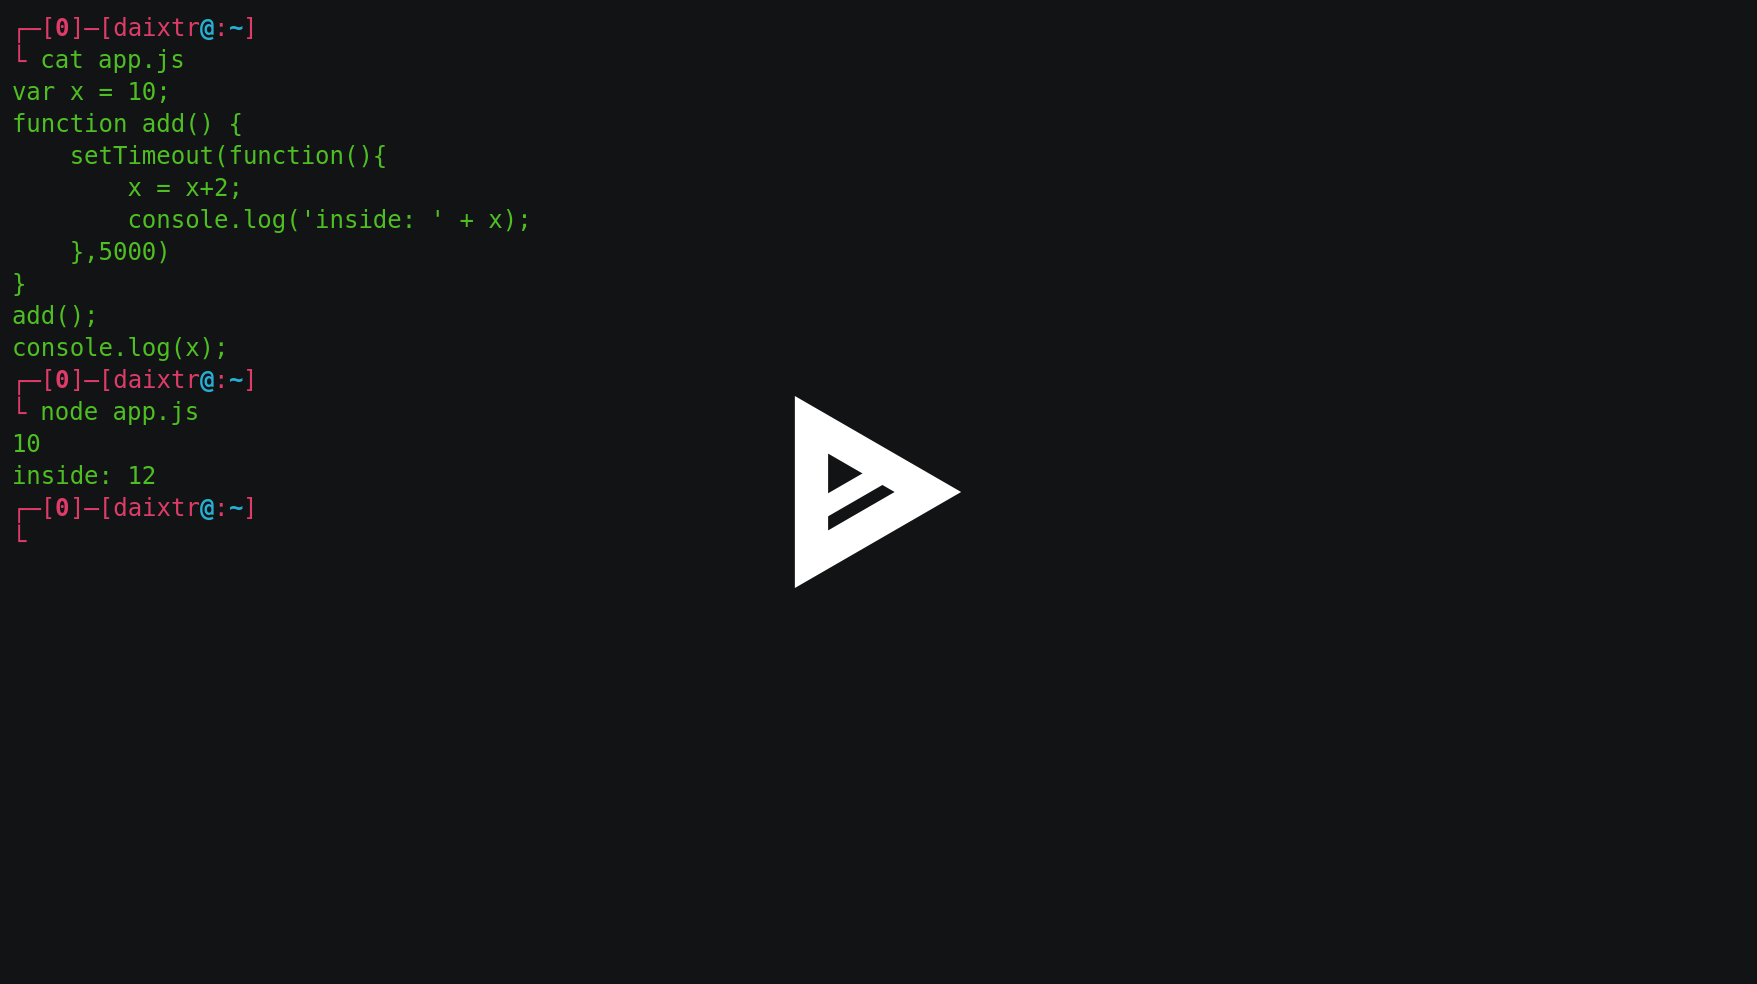 ┌─[0]─[daixtr@:~]
└ cat app.js
var x = 10;
function add() {
    setTimeout(function(){
        x = x+2;
        console.log('inside: ' + x);
    },5000)
}
add();
console.log(x);
┌─[0]─[daixtr@:~]
└ node app.js
10
inside: 12
┌─[0]─[daixtr@:~]
└